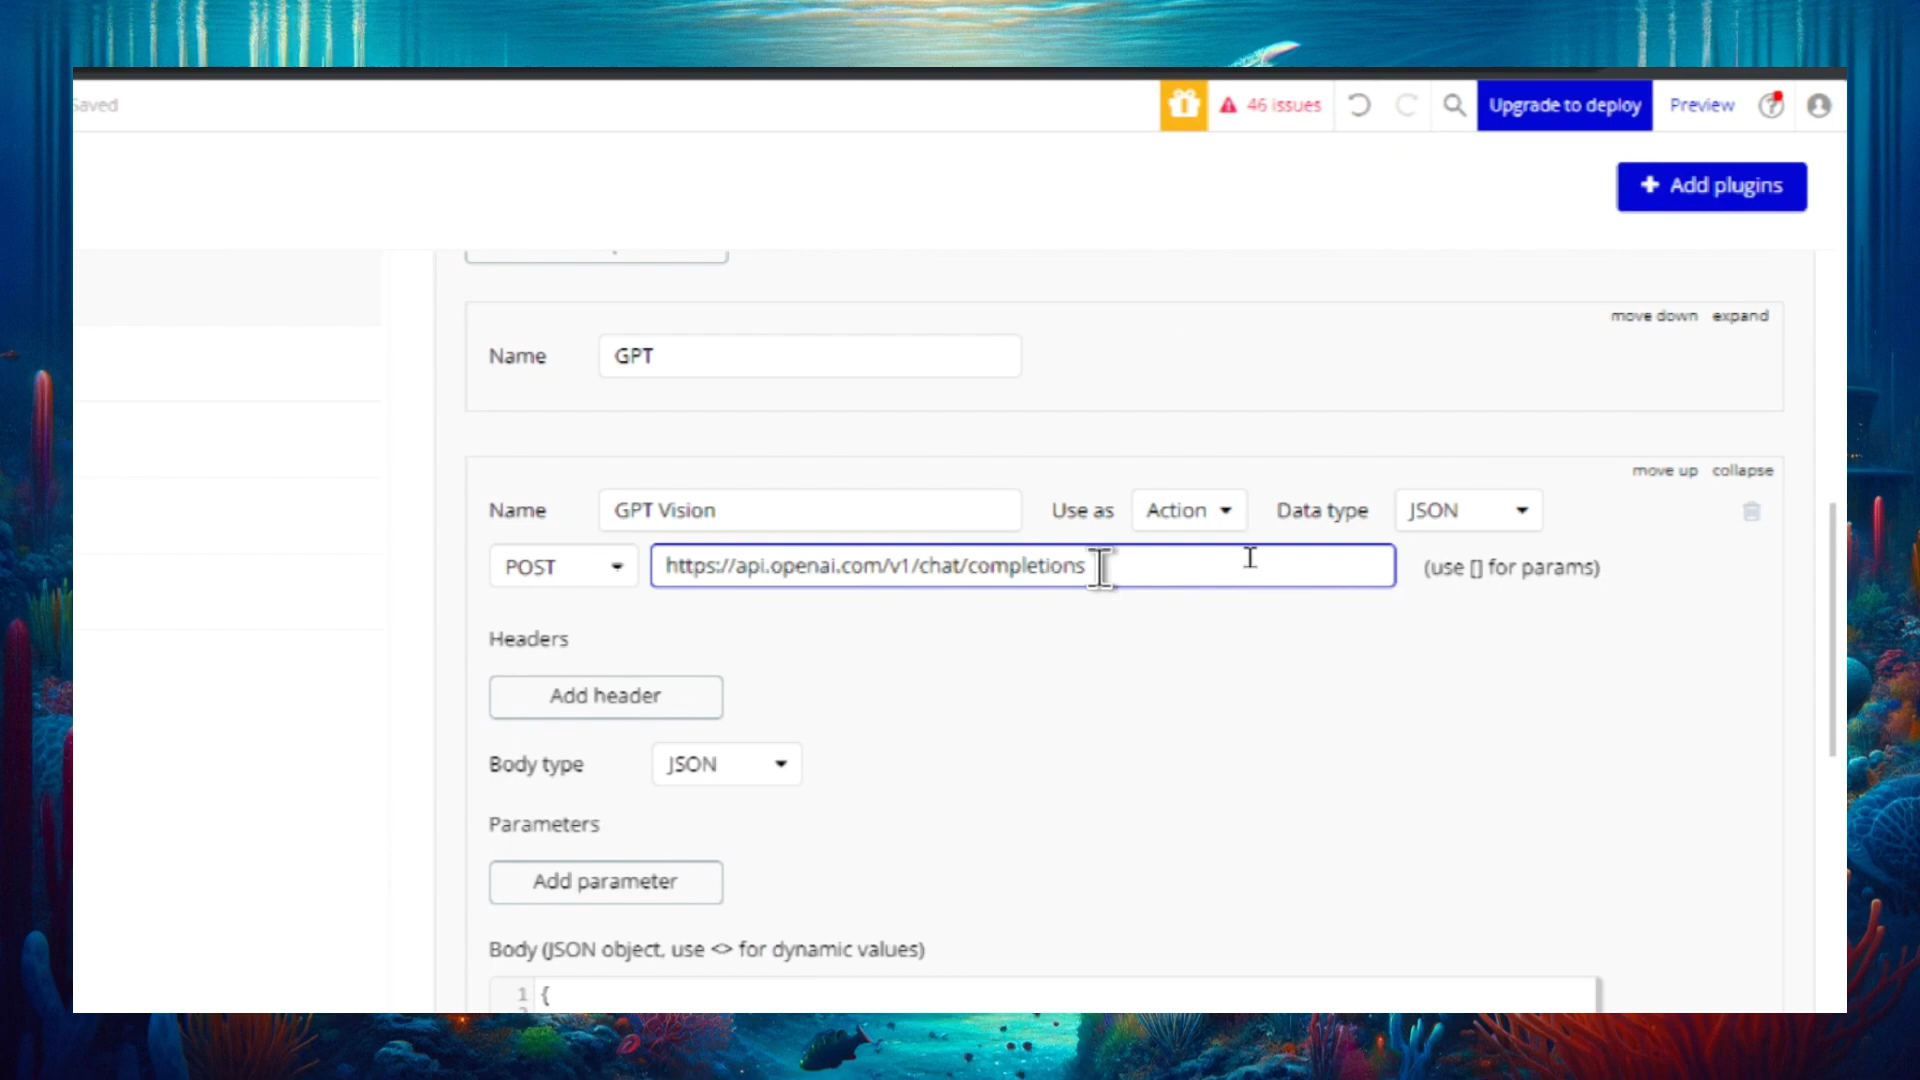 Saved
46 issues
Upgrade to deploy
Preview
?
+ Add plugins
move down expand
Name GPT
move up collapse
Name GPT Vision Use as Action Data type JSON
POST https://api.openai.com/v1/chat/completions (use [] for params)
Headers
Add header
Body type JSON
Parameters
Add parameter
Body (JSON object, use <> for dynamic values)
1 {